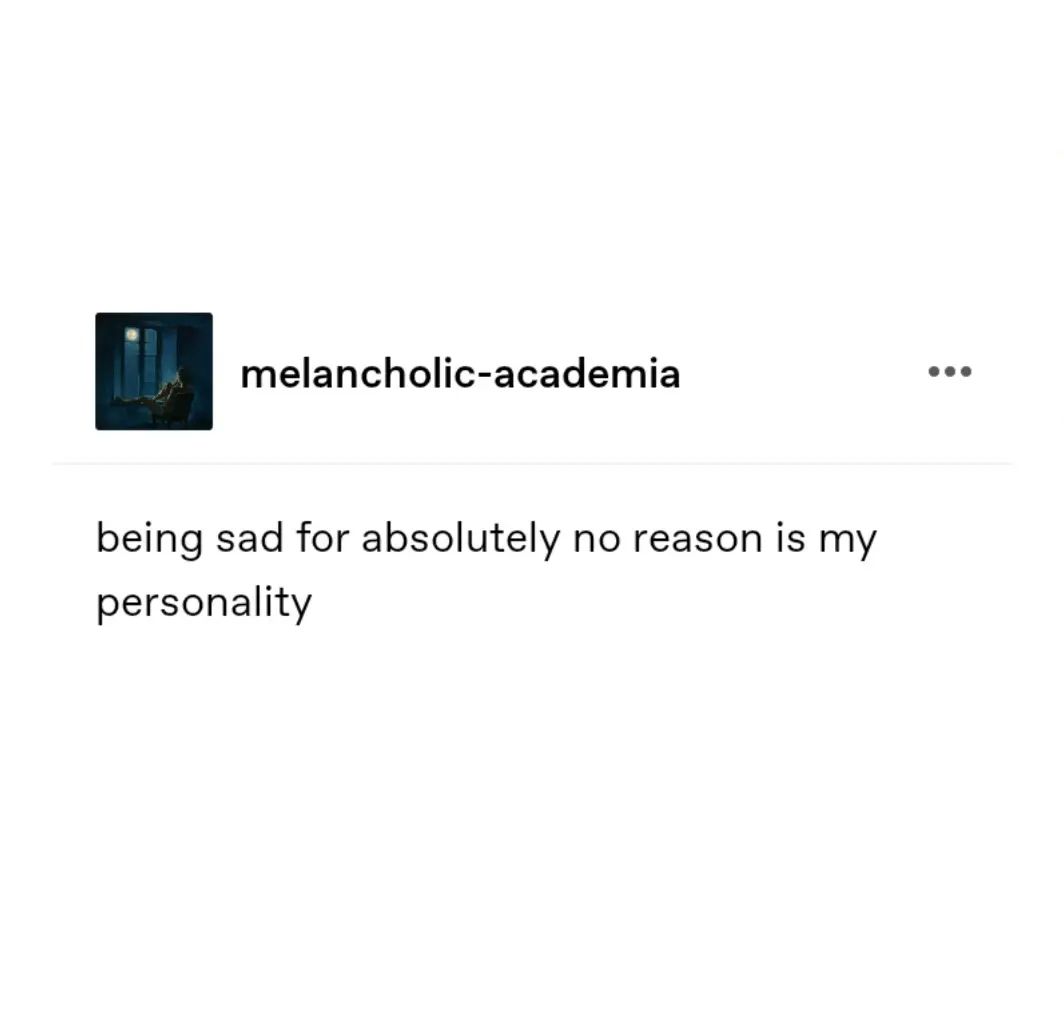 melancholic-academia
being sad for absolutely no reason is my
personality